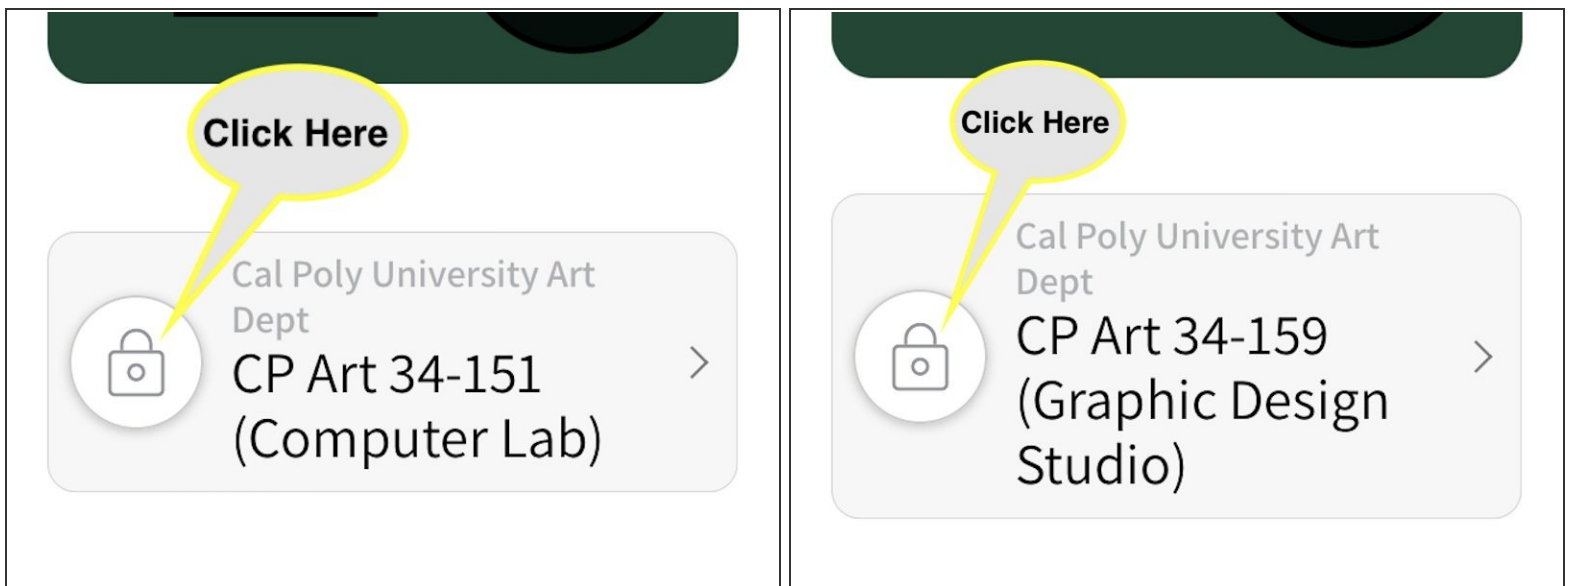 Click Here
Cal Poly University Art
Dept
CP Art 34-151
(Computer Lab)
Click Here
Cal Poly University Art
Dept
CP Art 34-159
(Graphic Design
Studio)